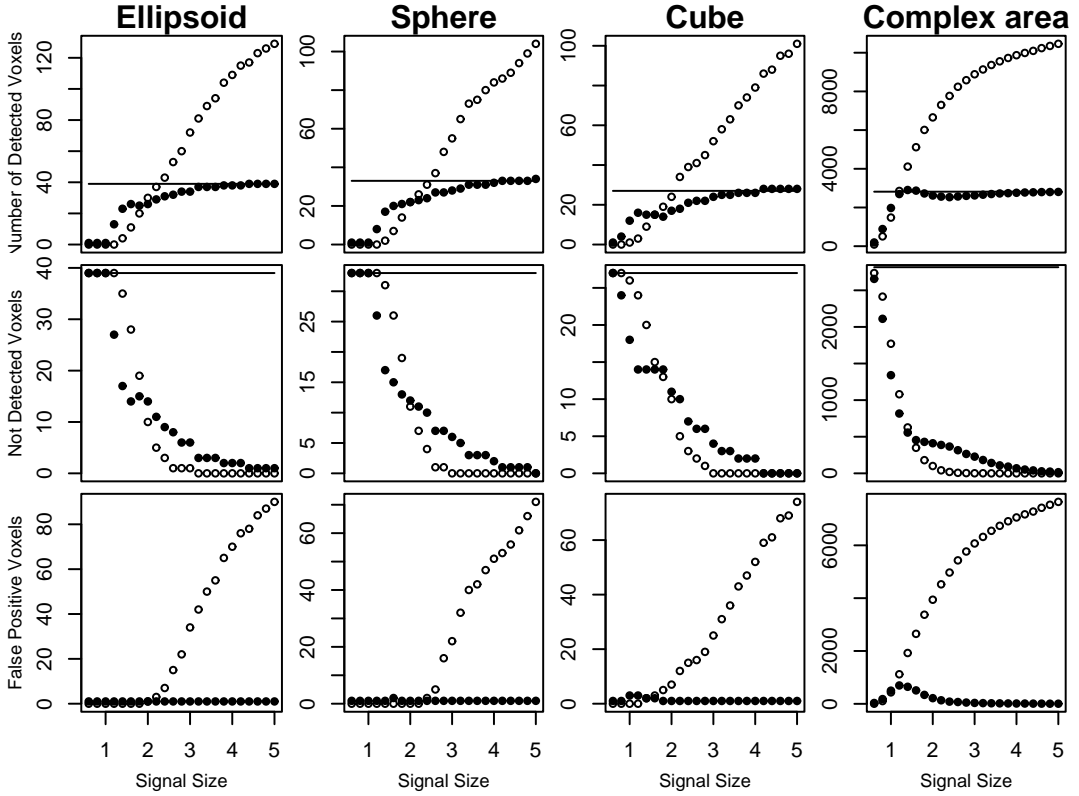 Ellipsoid Sphere Cube Complex area
Number of Detected Voxels
0 40 80 120
0 20 60 100
0 20 60 100
0 4000 8000
Not Detected Voxels
0 10 20 30 40
0 5 15 25
0 5 10 20
0 1000 2000
False Positive Voxels
0 20 40 60 80
0 20 40 60
0 20 40 60
0 2000 6000
1 2 3 4 5
1 2 3 4 5
1 2 3 4 5
1 2 3 4 5
Signal Size Signal Size Signal Size Signal Size